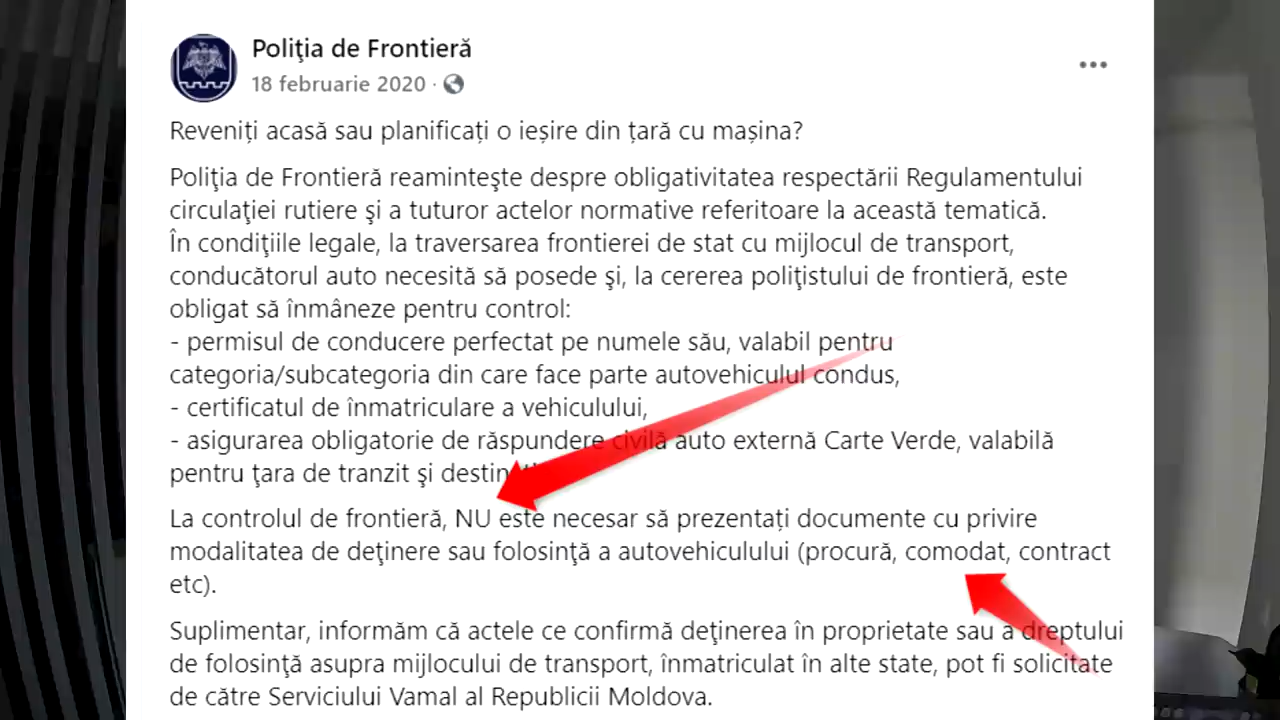 Poliţia de Frontieră
18 februarie 2020 ·
Reveniți acasă sau planificați o ieșire din țară cu mașina?
Poliţia de Frontieră reaminteşte despre obligativitatea respectării Regulamentului
circulaţiei rutiere şi a tuturor actelor normative referitoare la această tematică.
În condiţiile legale, la traversarea frontierei de stat cu mijlocul de transport,
conducătorul auto necesită să posede şi, la cererea poliţistului de frontieră, este
obligat să înmâneze pentru control:
- permisul de conducere perfectat pe numele său, valabil pentru
categoria/subcategoria din care face parte autovehiculul condus,
- certificatul de înmatriculare a vehiculului,
- asigurarea obligatorie de răspundere civilă auto externă Carte Verde, valabilă
pentru ţara de tranzit şi
La controlul de frontieră, NU este necesar să prezentați documente cu privire
modalitatea de deţinere sau folosinţă a autovehiculului (procură, comodat, contract
etc).
Suplimentar, informăm că actele ce confirmă deţinerea în proprietate sau a dreptului
de folosinţă asupra mijlocului de transport, înmatriculat în alte state, pot fi solicitate
de către Serviciului Vamal al Republicii Moldova.